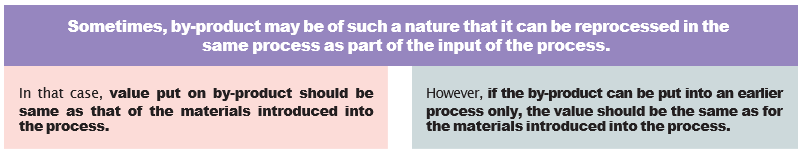 Sometimes, by-product may be of such a nature that it can be reprocessed in the
same process as part of the input of the process.
In that case, value put on by-product should be
same as that of the materials introduced into
the process.
However, if the by-product can be put into an earlier
process only, the value should be the same as for
the materials introduced into the process.